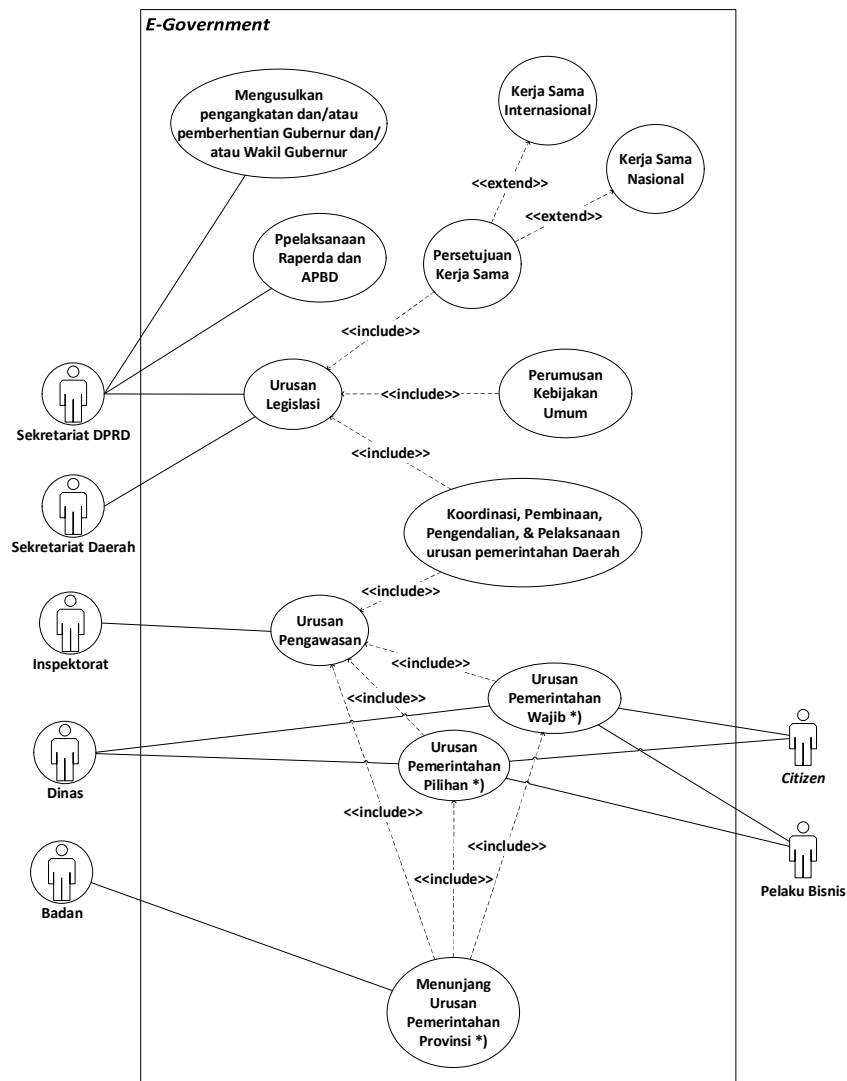 E-Government
Mengusulkan
pengangkatan dan/atau
pemberhentian Gubernur dan/
atau Wakil Gubernur
Kerja Sama
Internasional
Kerja Sama
Nasional
<<extend>>
<<extend>>
Ppelaksanaan
Raperda dan
APBD
Persetujuan
Kerja Sama
<<include>>
Urusan
Legislasi
<<include>>
Perumusan
Kebijakan
Umum
Sekretariat DPRD
<<include>>
Koordinasi, Pembinaan,
Pengendalian, & Pelaksanaan
urusan pemerintahan Daerah
Sekretariat Daerah
<<include>>
Urusan
Pengawasan
Inspektorat
<<include>>
<<include>>
Urusan
Pemerintahan
Wajib *)
Urusan
Pemerintahan
Pilihan *)
Citizen
Dinas
<<include>>
<<include>>
<<include>>
Pelaku Bisnis
Badan
Menunjang
Urusan
Pemerintahan
Provinsi *)